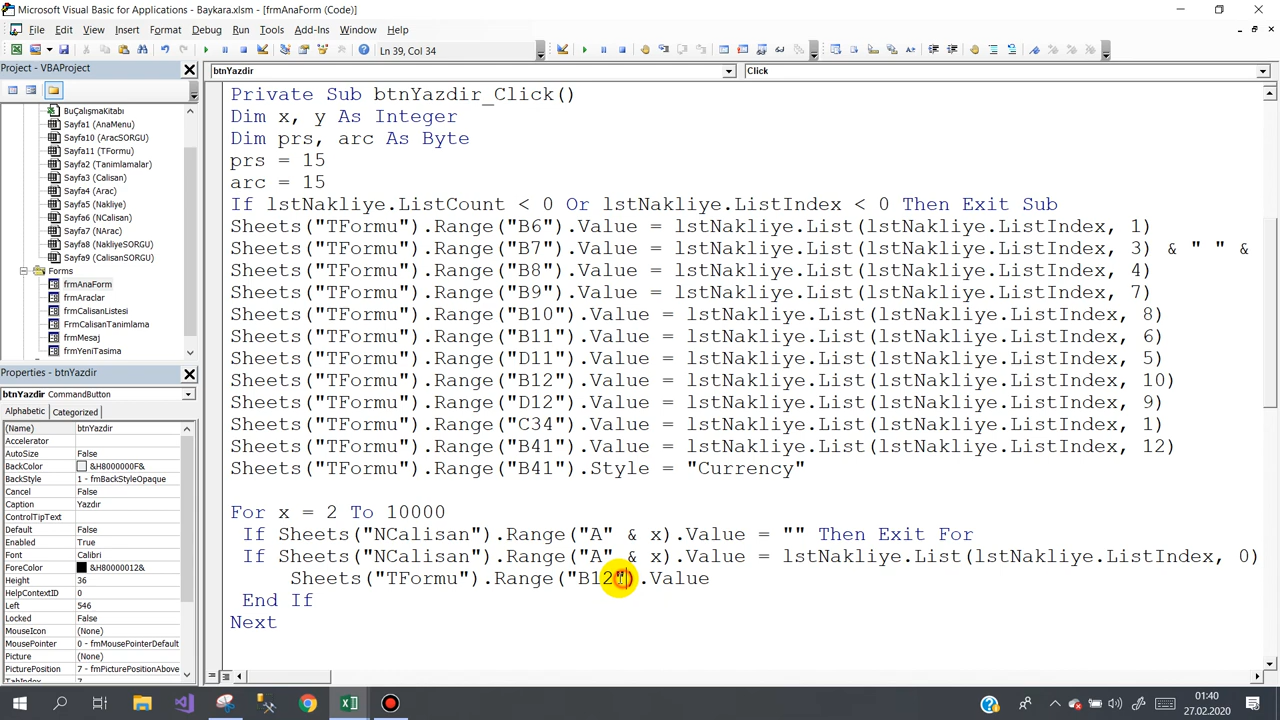 Microsoft Visual Basic for Applications - Baykara.xlsm - [frmAnaForm (Code)]
File Edit View Insert Format Debug Run Tools Add-Ins Window Help
Ln 39, Col 34
Project - VBAProject
btnYazdir
Click
BuÇalışmaKitabı
Sayfa1 (AnaMenu)
Sayfa10 (AracSORGU)
Sayfa11 (TFormu)
Sayfa2 (Tanimlamalar)
Sayfa3 (Calisan)
Sayfa4 (Arac)
Sayfa5 (Nakliye)
Sayfa6 (NCalisan)
Sayfa7 (NArac)
Sayfa8 (NakliyeSORGU)
Sayfa9 (CalisanSORGU)
Forms
frmAnaForm
frmAraclar
frmCalisanListesi
FrmCalisanTanimlama
frmMesaj
frmYeniTasima
Properties - btnYazdir
btnYazdir CommandButton
Alphabetic Categorized
(Name) btnYazdir
Accelerator
AutoSize False
BackColor &H8000000F&
BackStyle 1 - fmBackStyleOpaque
Cancel False
Caption Yazdır
ControlTipText
Default False
Enabled True
Font Calibri
ForeColor &H80000012&
Height 36
HelpContextID 0
Left 546
Locked False
MouseIcon (None)
MousePointer 0 - fmMousePointerDefault
Picture (None)
PicturePosition 7 - fmPicturePositionAbove
TabIndex 7
Private Sub btnYazdir_Click()
Dim x, y As Integer
Dim prs, arc As Byte
prs = 15
arc = 15
If lstNakliye.ListCount < 0 Or lstNakliye.ListIndex < 0 Then Exit Sub
Sheets("TFormu").Range("B6").Value = lstNakliye.List(lstNakliye.ListIndex, 1)
Sheets("TFormu").Range("B7").Value = lstNakliye.List(lstNakliye.ListIndex, 3) & " " &
Sheets("TFormu").Range("B8").Value = lstNakliye.List(lstNakliye.ListIndex, 4)
Sheets("TFormu").Range("B9").Value = lstNakliye.List(lstNakliye.ListIndex, 7)
Sheets("TFormu").Range("B10").Value = lstNakliye.List(lstNakliye.ListIndex, 8)
Sheets("TFormu").Range("B11").Value = lstNakliye.List(lstNakliye.ListIndex, 6)
Sheets("TFormu").Range("D11").Value = lstNakliye.List(lstNakliye.ListIndex, 5)
Sheets("TFormu").Range("B12").Value = lstNakliye.List(lstNakliye.ListIndex, 10)
Sheets("TFormu").Range("D12").Value = lstNakliye.List(lstNakliye.ListIndex, 9)
Sheets("TFormu").Range("C34").Value = lstNakliye.List(lstNakliye.ListIndex, 1)
Sheets("TFormu").Range("B41").Value = lstNakliye.List(lstNakliye.ListIndex, 12)
Sheets("TFormu").Range("B41").Style = "Currency"
For x = 2 To 10000
If Sheets("NCalisan").Range("A" & x).Value = "" Then Exit For
If Sheets("NCalisan").Range("A" & x).Value = lstNakliye.List(lstNakliye.ListIndex, 0)
Sheets("TFormu").Range("B12").Value
End If
Next
01:40
27.02.2020